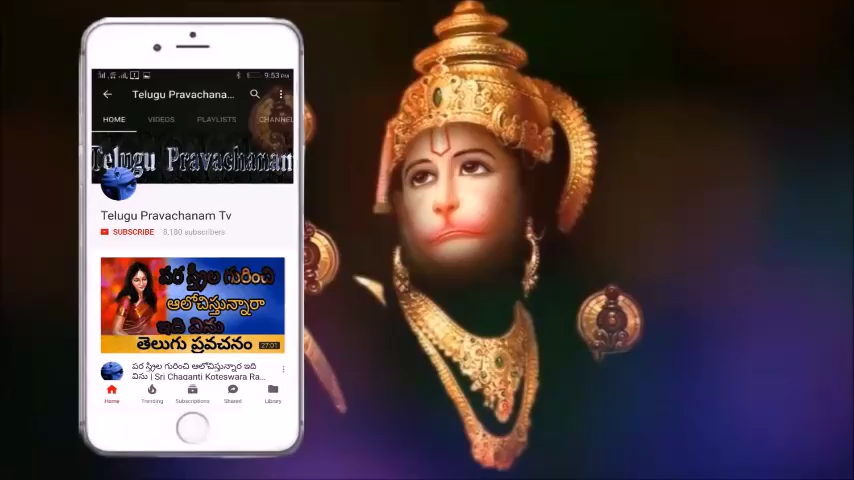 9:53 PM
Telugu Pravachana...
HOME VIDEOS PLAYLISTS CHANNEL
Telugu Pravachanam
Telugu Pravachanam Tv
SUBSCRIBE 8,180 subscribers
పర స్త్రీల గురించి
ఆలోచిస్తున్నారా
ఇది విను
తెలుగు ప్రవచనం
27:01
పర స్త్రీల గురించి ఆలోచిస్తున్నార ఇది
విను | Sri Chaganti Koteswara Ra...
Home Trending Subscriptions Shared Library